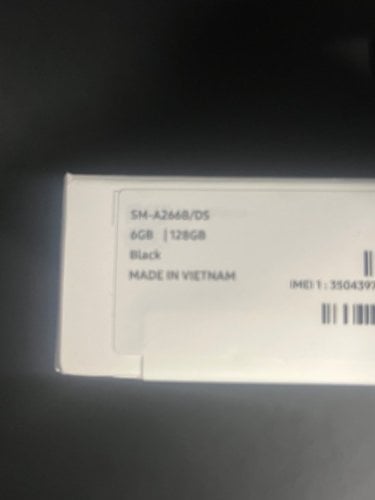 SM-A266B/DS
6GB | 128GB
Black
MADE IN VIETNAM
IMEI 1 : 3504397